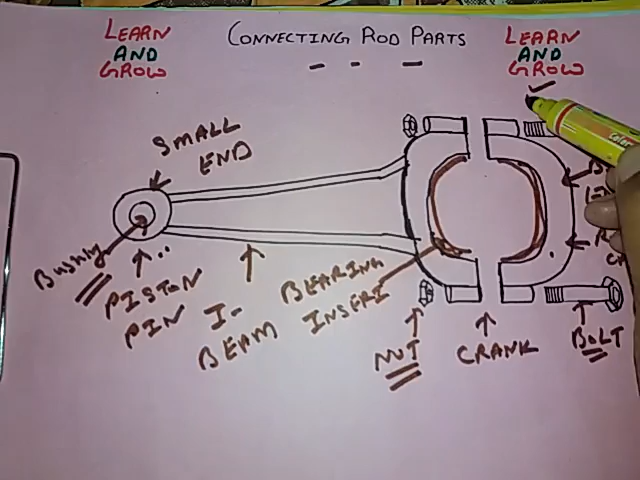 LEARN
AND
GROW
CONNECTING ROD PARTS
LEARN
AND
GROW
SMALL
END
Bushing
PISTON
PIN
I-
BEAM
BEARING
INSERI
NUT
CRANK
BOLT